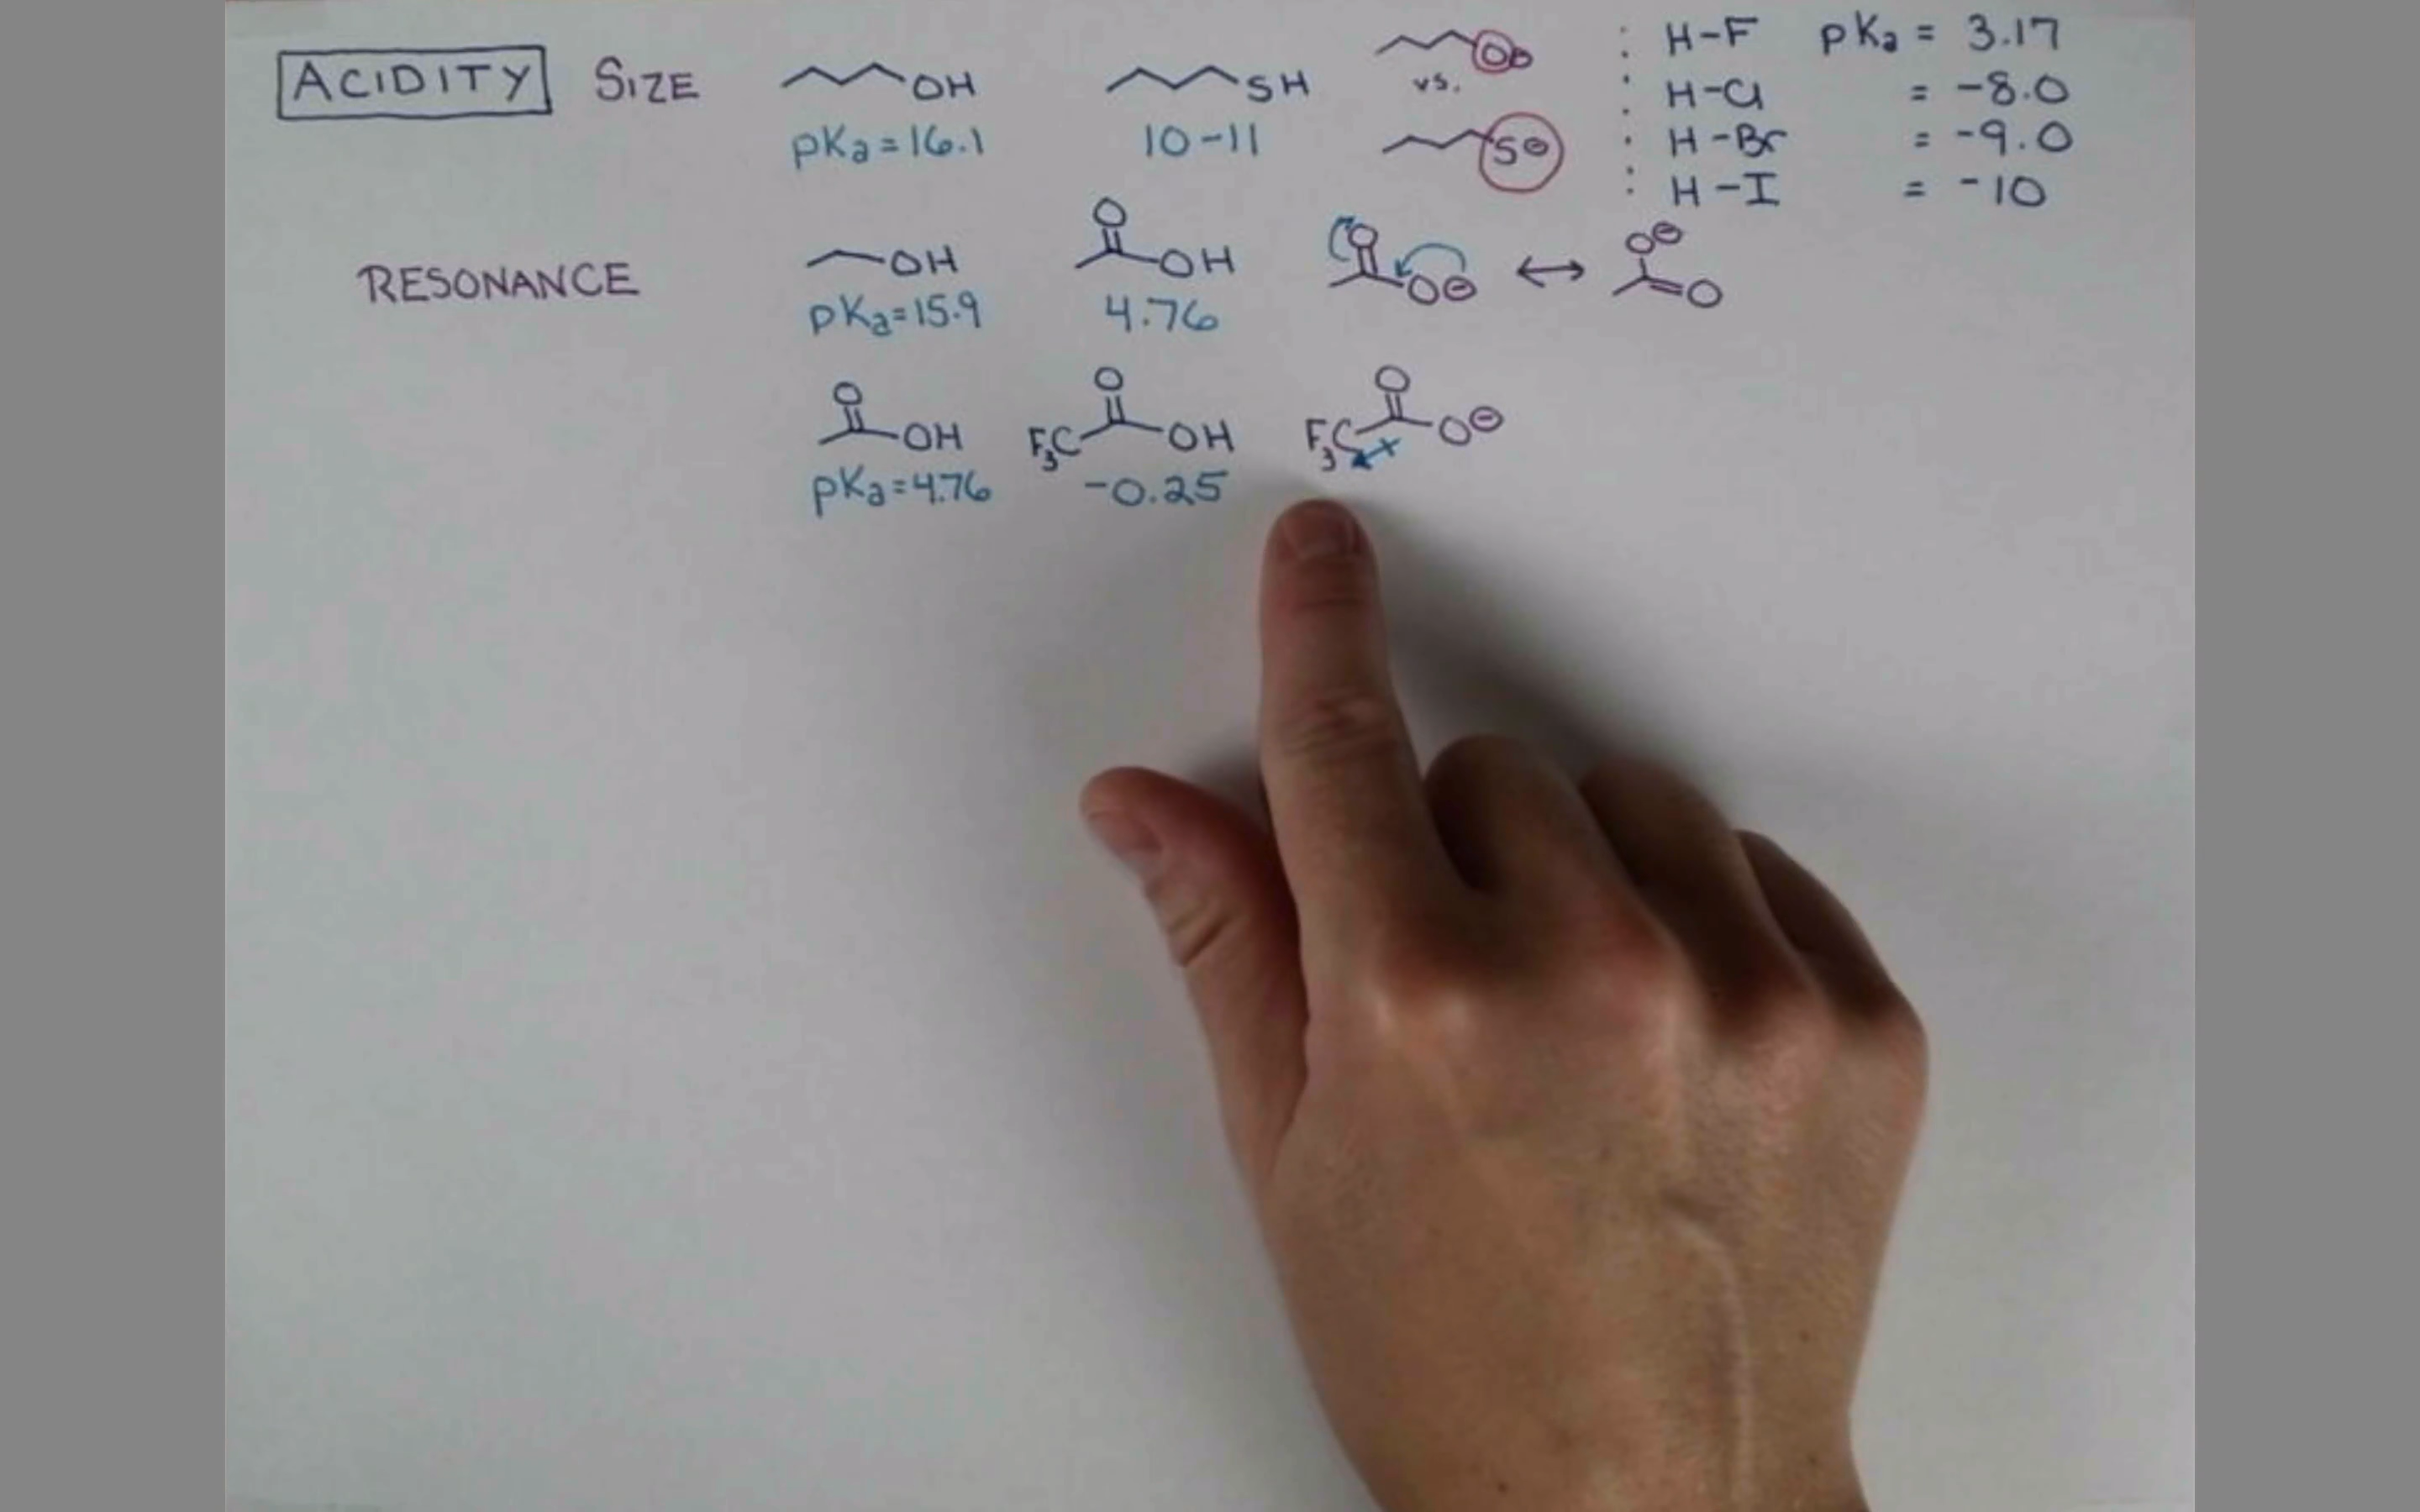 ACIDITY SIZE OH SH O⊖ H-F pKa = 3.17
vs. H-Cl = -8.0
pKa=16.1 10-11 S⊖ H-Br = -9.0
H-I = -10
RESONANCE OH O OH O O⊖ ↔ O⊖ O
pKa=15.9 4.76
O OH F₃C O OH F₃C O O⊖
pKa=4.76 -0.25